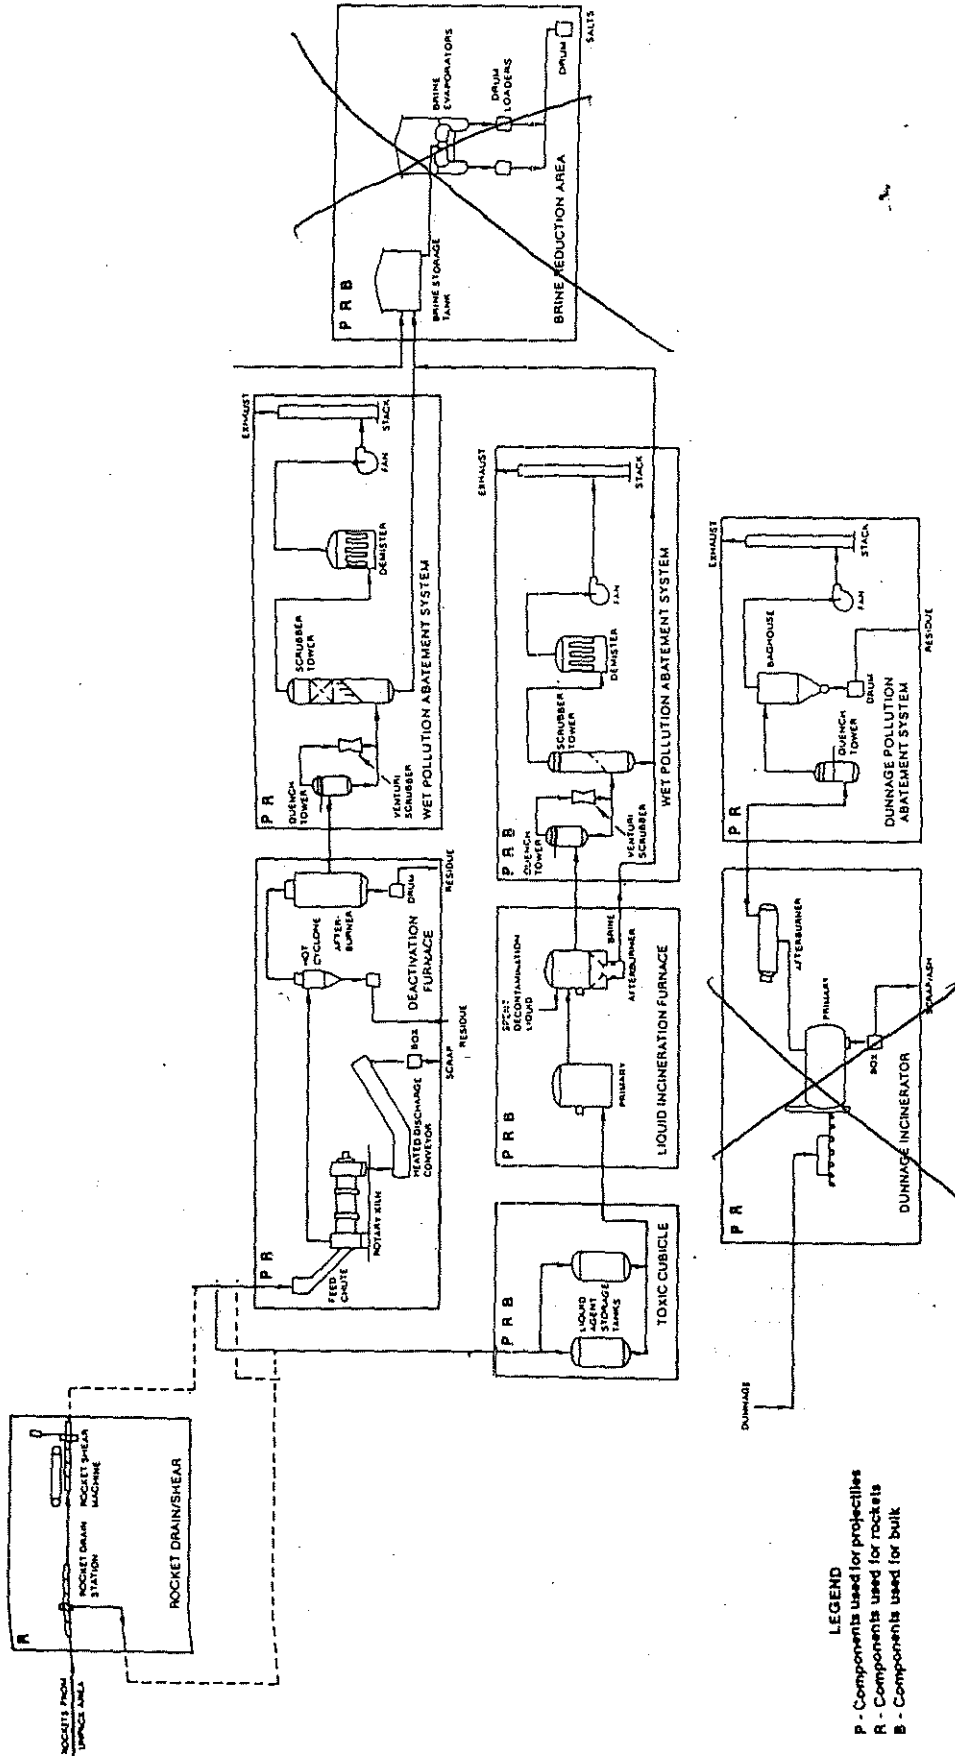 ROCKETS FROM
UNPACK AREA
R
ROCKET DRAIN
STATION
ROCKET SHEAR
MACHINE
ROCKET DRAIN/SHEAR
P R
FEED
CHUTE
ROTARY KILN
HEATED DISCHARGE
CONVEYOR
BOX
SCRAP
RESIDUE
HOT
CYCLONE
AFTER-
BURNER
DRUM
RESIDUE
DEACTIVATION
FURNACE
P R
QUENCH
TOWER
VENTURI
SCRUBBER
SCRUBBER
TOWER
DEMISTER
FAN
STACK
EXHAUST
WET POLLUTION ABATEMENT SYSTEM
P R B
BRINE STORAGE
TANK
BRINE
EVAPORATORS
DRUM
LOADERS
DRUM
SALTS
BRINE REDUCTION AREA
P R B
LIQUID
AGENT
STORAGE
TANKS
TOXIC CUBICLE
P R B
PRIMARY
SPENT
DECONTAMINATION
LIQUID
BRINE
AFTERBURNER
LIQUID INCINERATION FURNACE
P R B
QUENCH
TOWER
VENTURI
SCRUBBER
SCRUBBER
TOWER
DEMISTER
FAN
STACK
EXHAUST
WET POLLUTION ABATEMENT SYSTEM
DUNNAGE
P R
PRIMARY
AFTERBURNER
BOX
SCRAP/ASH
DUNNAGE INCINERATOR
P R
QUENCH
TOWER
BAGHOUSE
DRUM
RESIDUE
FAN
STACK
EXHAUST
DUNNAGE POLLUTION
ABATEMENT SYSTEM
LEGEND
P - Components used for projectiles
R - Components used for rockets
B - Components used for bulk